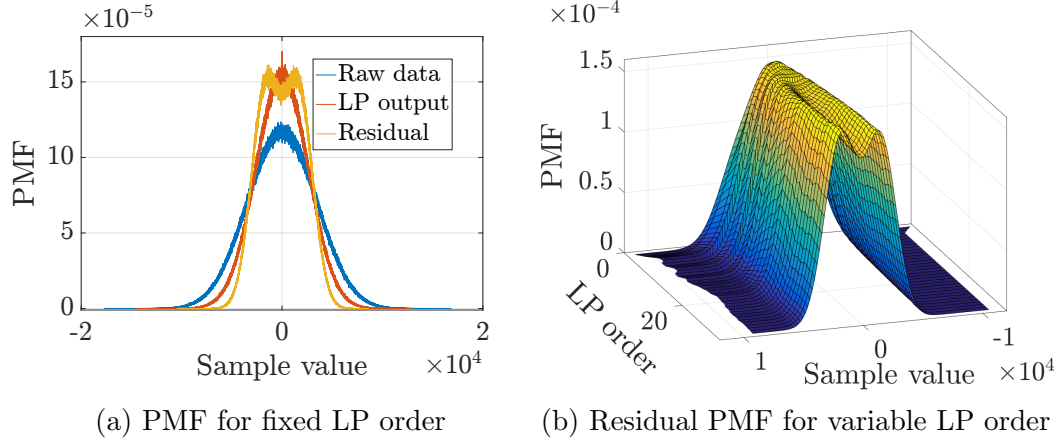 ×10⁻⁵
15
10
5
0
PMF
Raw data
LP output
Residual
-2
0
2
Sample value
×10⁴
(a) PMF for fixed LP order
×10⁻⁴
1.5
1
0.5
0
PMF
0
20
LP order
1
0
-1
Sample value
×10⁴
(b) Residual PMF for variable LP order